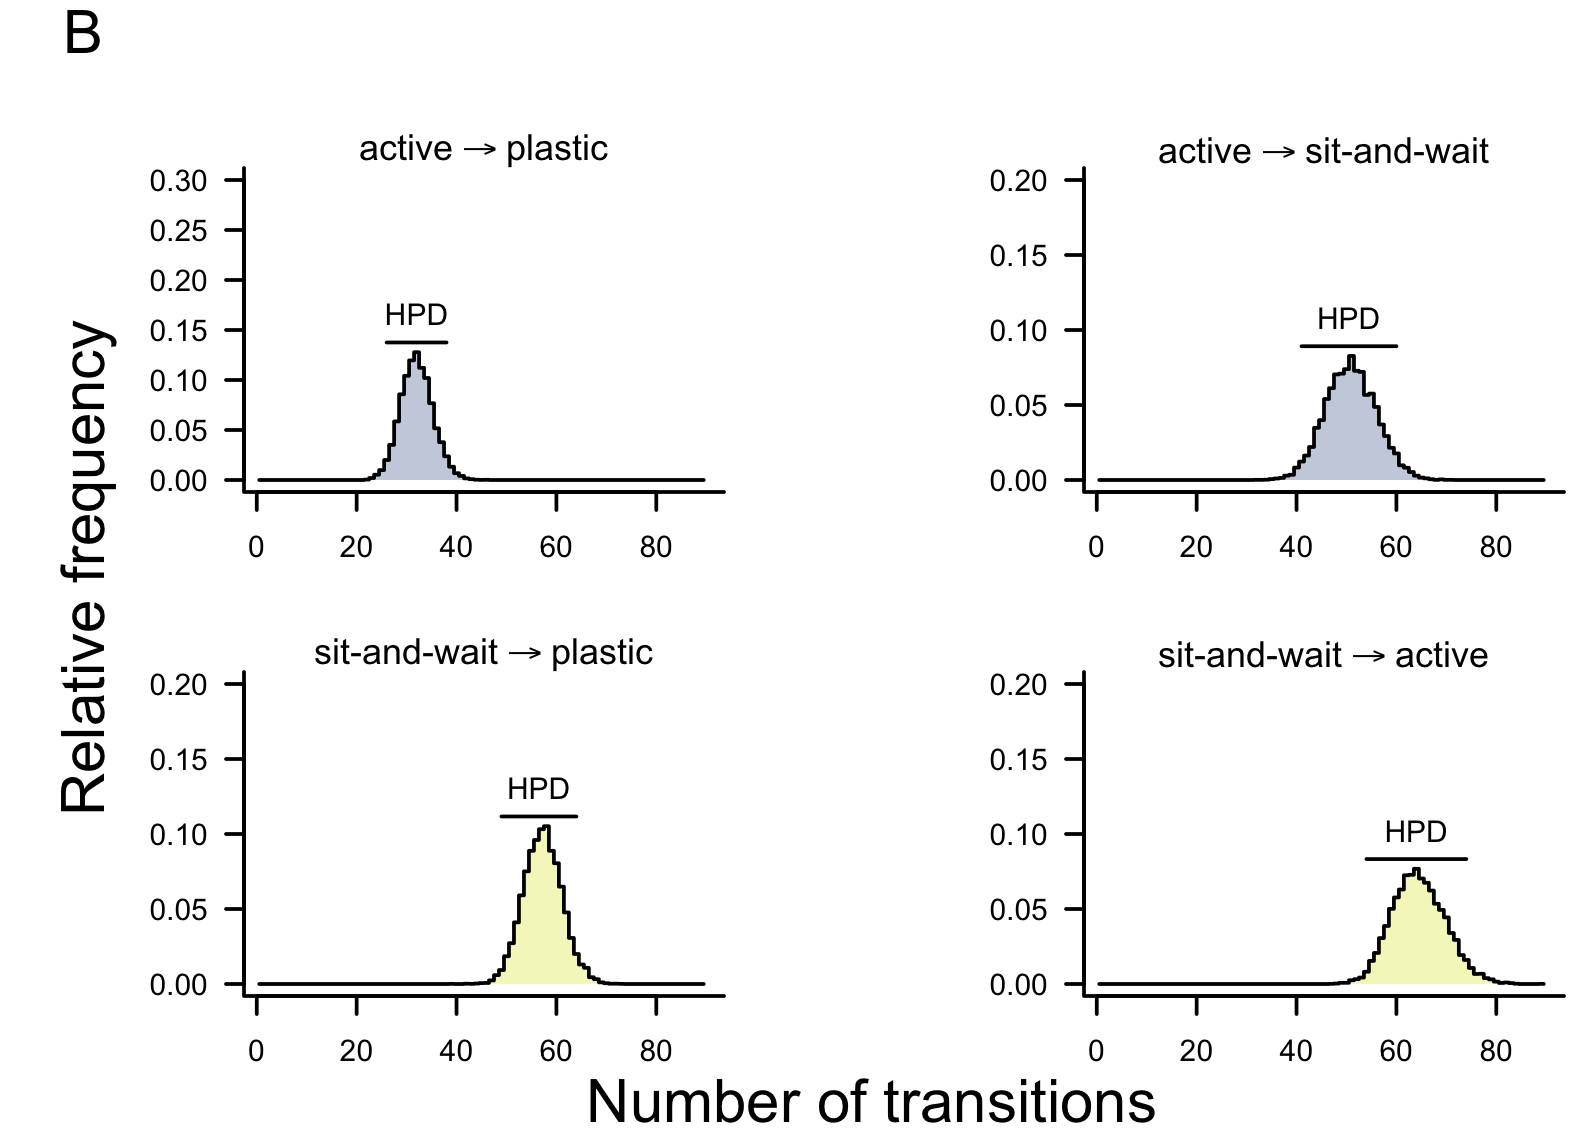 B
active → plastic
0.30
0.25
0.20
0.15
0.10
0.05
0.00
HPD
0 20 40 60 80
active → sit-and-wait
0.20
0.15
0.10
0.05
0.00
HPD
0 20 40 60 80
sit-and-wait → plastic
0.20
0.15
0.10
0.05
0.00
HPD
0 20 40 60 80
sit-and-wait → active
0.20
0.15
0.10
0.05
0.00
HPD
0 20 40 60 80
Relative frequency
Number of transitions